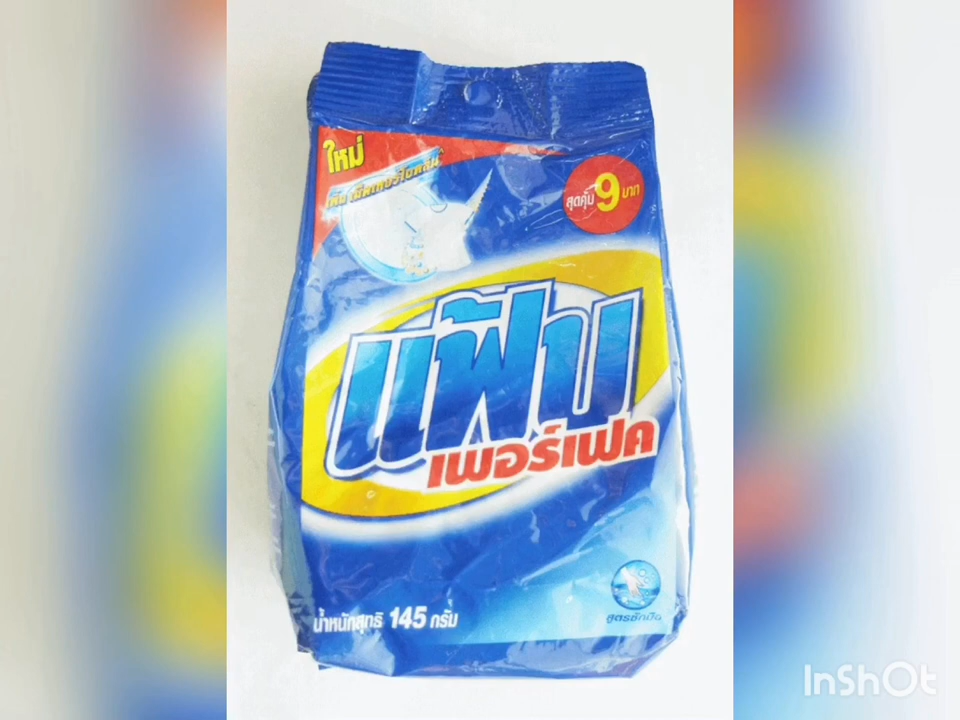 ใหม่
สุดคุ้ม 9 บาท
แฟ้บ
เพอร์เฟค
น้ำหนักสุทธิ 145 กรัม
สูตรซักมือ
InShOt